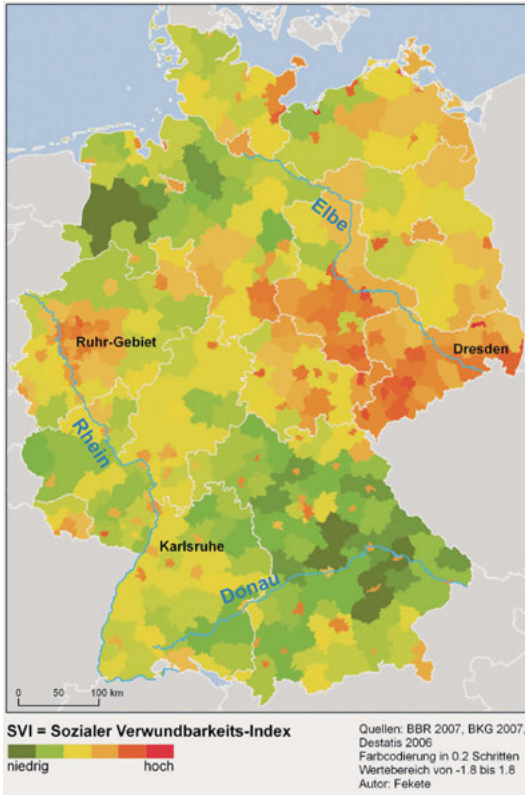 Elbe
Ruhr-Gebiet
Dresden
Rhein
Karlsruhe
Donau
0 50 100 km
SVI = Sozialer Verwundbarkeits-Index
niedrig hoch
Quellen: BBR 2007, BKG 2007,
Destatis 2006
Farbcodierung in 0.2 Schritten
Wertebereich von -1.8 bis 1.8
Autor: Fekete